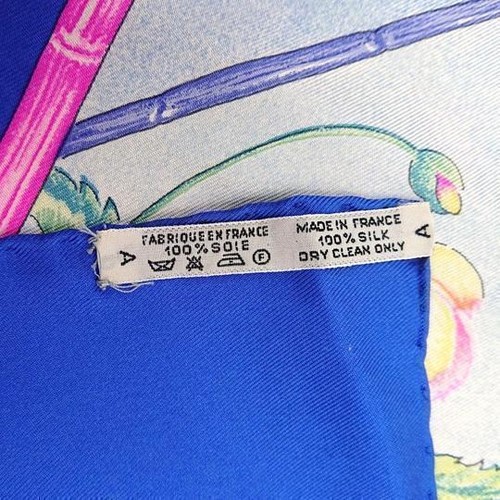 A
FABRIQUE EN FRANCE
100% SOIE
F
MADE IN FRANCE
100% SILK
DRY CLEAN ONLY
A